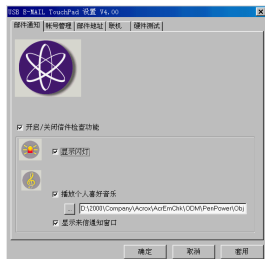 USB E-MAIL TouchPad 设置 V4.00
邮件通知 帐号管理 邮件地址 联机 硬件测试
开启/关闭信件检查功能
显示闪灯
播放个人喜好音乐
... D:\2000\Company\Acrox\AcrEmChk\ODM\PenPower\Obj
显示来信通知窗口
确定 取消 套用